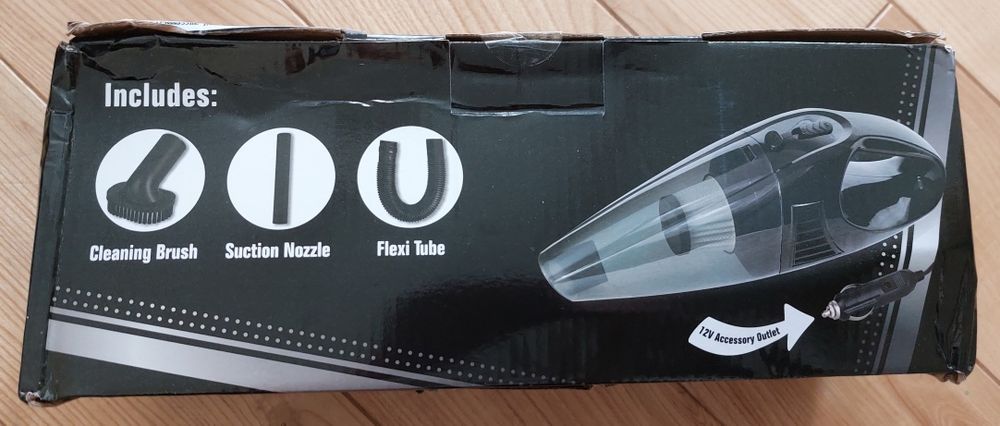 Includes:
Cleaning Brush
Suction Nozzle
Flexi Tube
12V Accessory Outlet